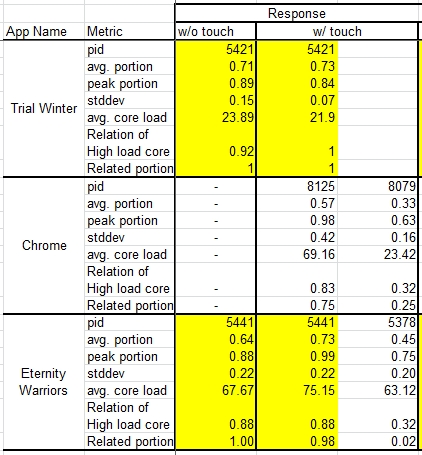 Response
App Name Metric w/o touch w/ touch
pid 5421 5421
avg. portion 0.71 0.73
peak portion 0.89 0.84
Trial Winter stddev 0.15 0.07
avg. core load 23.89 21.9
Relation of
High load core 0.92 1
Related portion 1 1
pid - 8125 8079
avg. portion - 0.57 0.33
peak portion - 0.98 0.63
Chrome stddev - 0.42 0.16
avg. core load - 69.16 23.42
Relation of
High load core - 0.83 0.32
Related portion - 0.75 0.25
pid 5441 5441 5378
avg. portion 0.64 0.73 0.45
peak portion 0.88 0.99 0.75
Eternity stddev 0.22 0.22 0.20
Warriors avg. core load 67.67 75.15 63.12
Relation of
High load core 0.88 0.88 0.32
Related portion 1.00 0.98 0.02